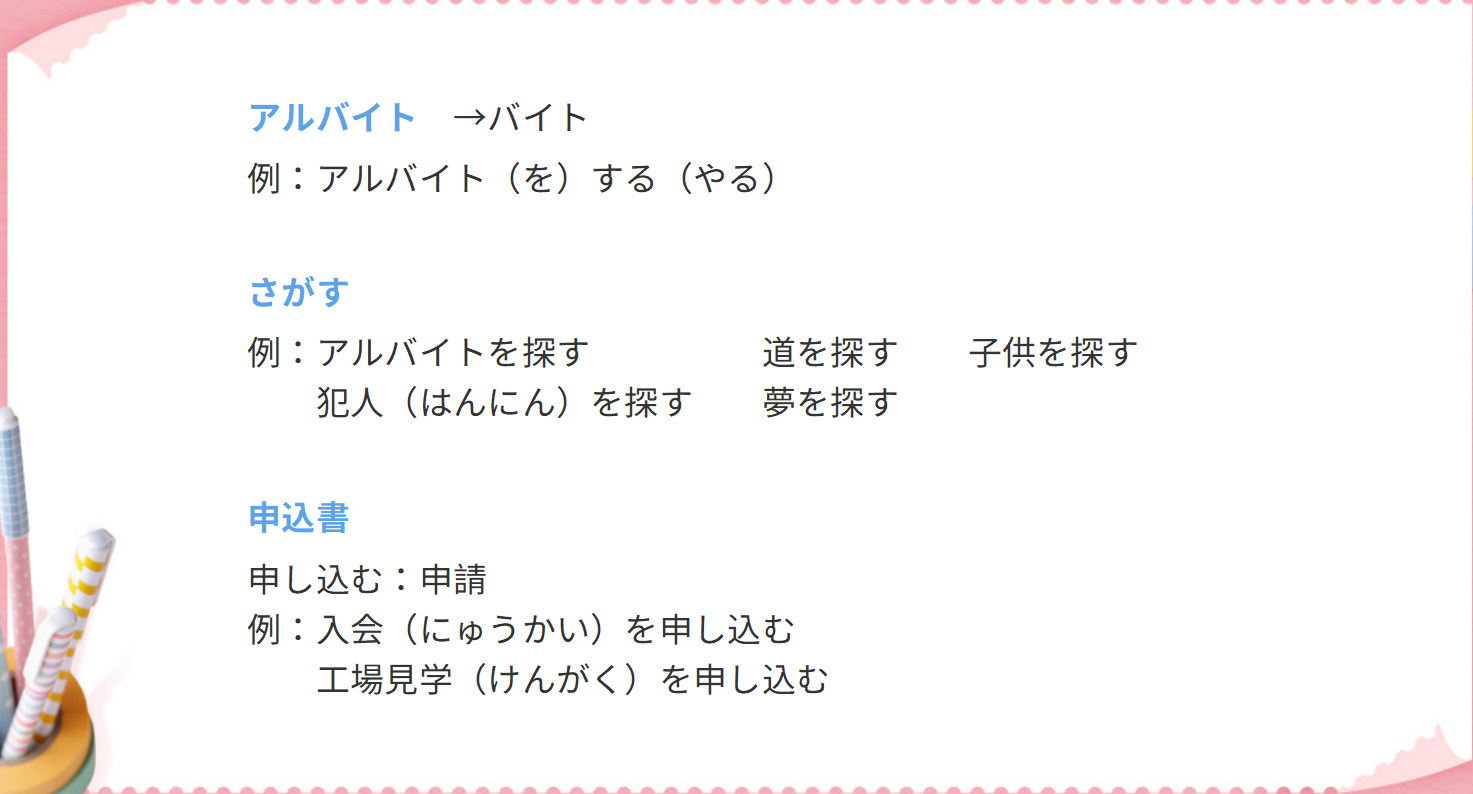 アルバイト　→バイト
例：アルバイト（を）する（やる）
さがす
例：アルバイトを探す　　　　　道を探す　　子供を探す
　　犯人（はんにん）を探す　　夢を探す
申込書
申し込む：申請
例：入会（にゅうかい）を申し込む
　　工場見学（けんがく）を申し込む